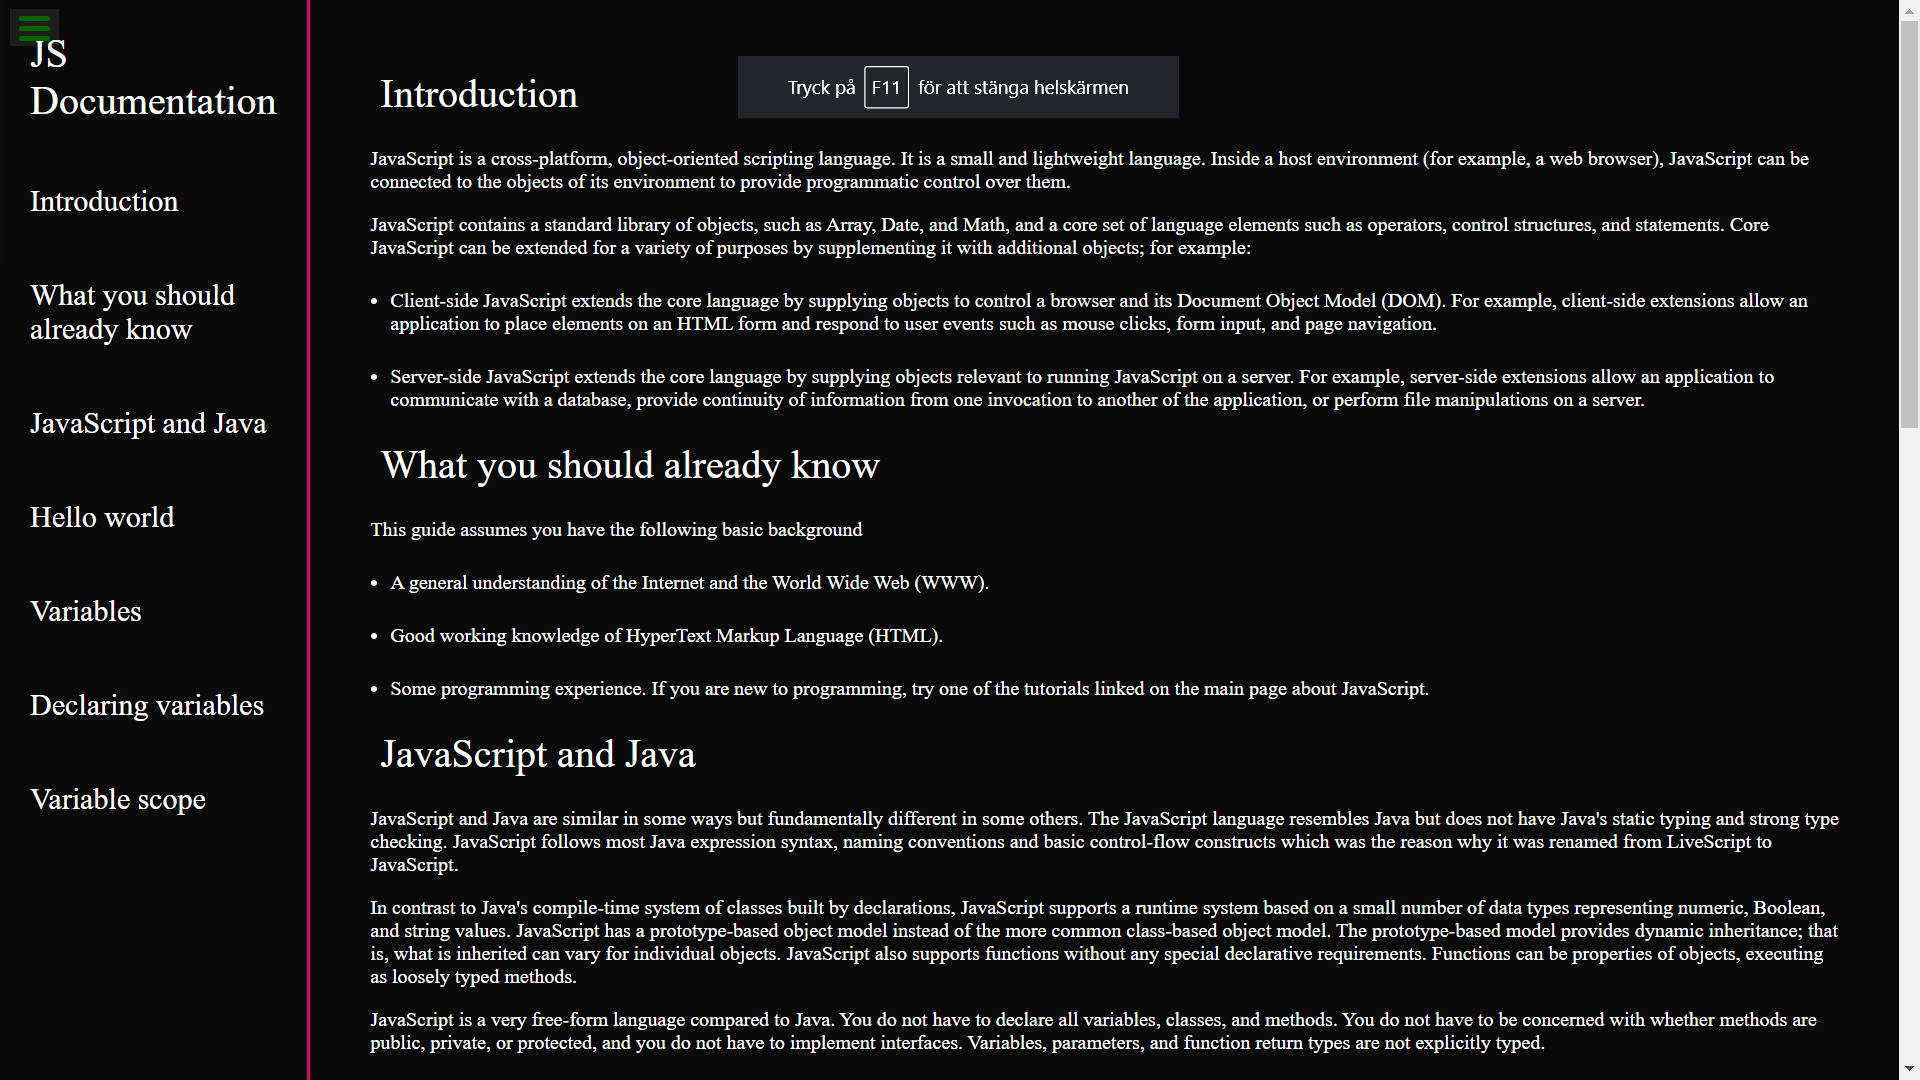 JS
Documentation
Introduction
What you should
already know
JavaScript and Java
Hello world
Variables
Declaring variables
Variable scope
Tryck på F11 för att stänga helskärmen
Introduction
JavaScript is a cross-platform, object-oriented scripting language. It is a small and lightweight language. Inside a host environment (for example, a web browser), JavaScript can be
connected to the objects of its environment to provide programmatic control over them.
JavaScript contains a standard library of objects, such as Array, Date, and Math, and a core set of language elements such as operators, control structures, and statements. Core
JavaScript can be extended for a variety of purposes by supplementing it with additional objects; for example:
• Client-side JavaScript extends the core language by supplying objects to control a browser and its Document Object Model (DOM). For example, client-side extensions allow an
application to place elements on an HTML form and respond to user events such as mouse clicks, form input, and page navigation.
• Server-side JavaScript extends the core language by supplying objects relevant to running JavaScript on a server. For example, server-side extensions allow an application to
communicate with a database, provide continuity of information from one invocation to another of the application, or perform file manipulations on a server.
What you should already know
This guide assumes you have the following basic background
• A general understanding of the Internet and the World Wide Web (WWW).
• Good working knowledge of HyperText Markup Language (HTML).
• Some programming experience. If you are new to programming, try one of the tutorials linked on the main page about JavaScript.
JavaScript and Java
JavaScript and Java are similar in some ways but fundamentally different in some others. The JavaScript language resembles Java but does not have Java's static typing and strong type
checking. JavaScript follows most Java expression syntax, naming conventions and basic control-flow constructs which was the reason why it was renamed from LiveScript to
JavaScript.
In contrast to Java's compile-time system of classes built by declarations, JavaScript supports a runtime system based on a small number of data types representing numeric, Boolean,
and string values. JavaScript has a prototype-based object model instead of the more common class-based object model. The prototype-based model provides dynamic inheritance; that
is, what is inherited can vary for individual objects. JavaScript also supports functions without any special declarative requirements. Functions can be properties of objects, executing
as loosely typed methods.
JavaScript is a very free-form language compared to Java. You do not have to declare all variables, classes, and methods. You do not have to be concerned with whether methods are
public, private, or protected, and you do not have to implement interfaces. Variables, parameters, and function return types are not explicitly typed.